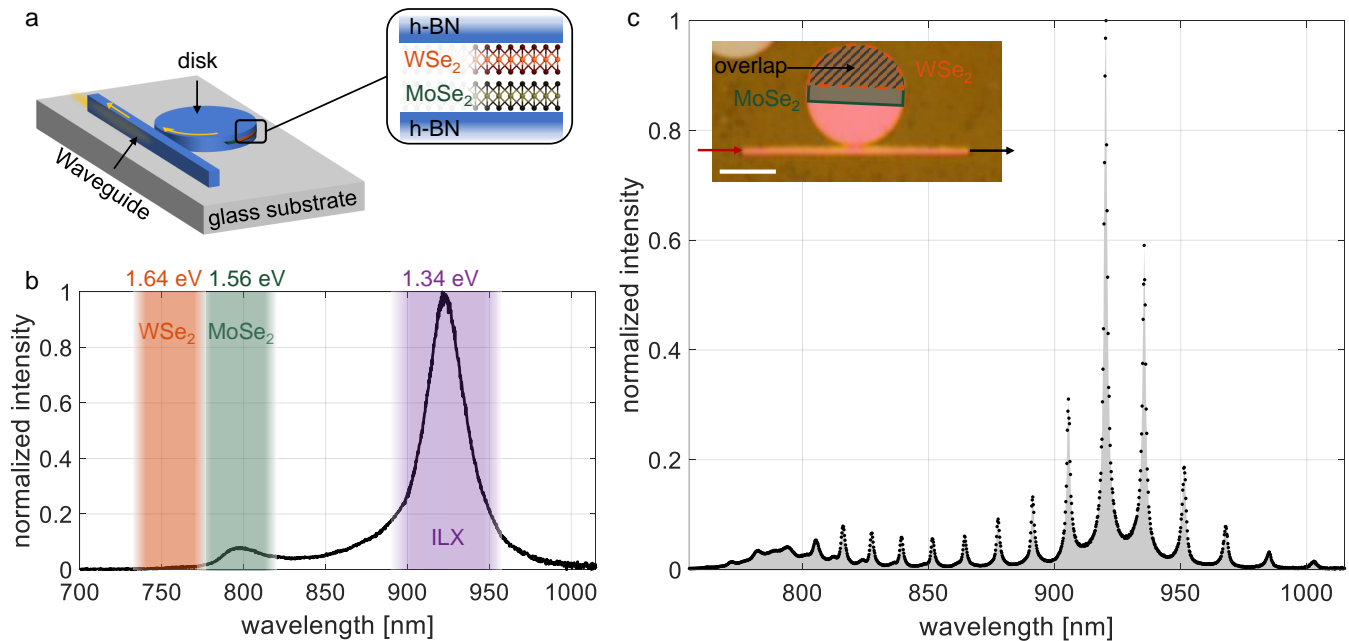 a
disk
Waveguide
glass substrate
h-BN
WSe₂
MoSe₂
h-BN
b
1.64 eV
1.56 eV
1.34 eV
WSe₂
MoSe₂
ILX
normalized intensity
1
0.8
0.6
0.4
0.2
0
700
750
800
850
900
950
1000
wavelength [nm]
c
overlap
WSe₂
MoSe₂
normalized intensity
1
0.8
0.6
0.4
0.2
0
800
850
900
950
1000
wavelength [nm]